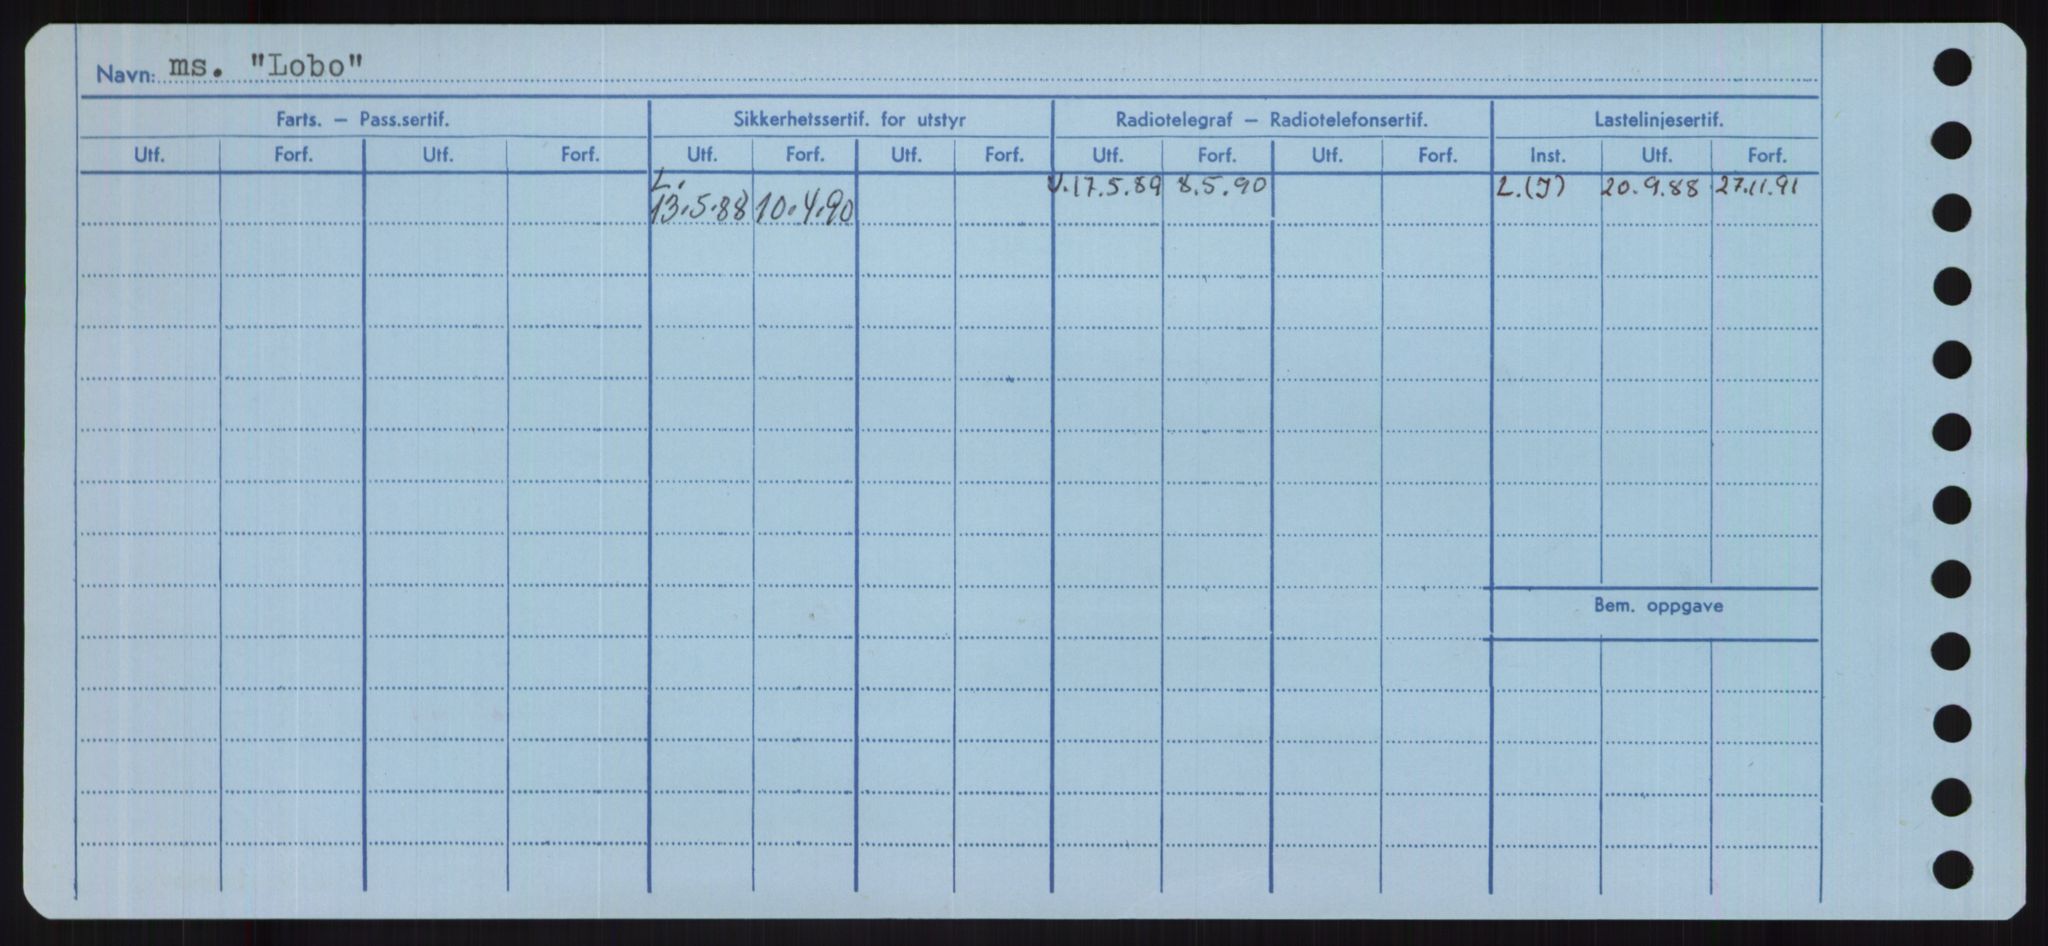 Navn: ms. "Lobo"
Farts. – Pass.sertif. Sikkerhetssertif. for utstyr Radiotelegraf – Radiotelefonsertif. Lastelinjesertif.
Utf. Forf. Utf. Forf. Utf. Forf. Utf. Forf. Utf. Forf. Utf. Forf. Inst. Utf. Forf.
L. V.17.5.89 8.5.90 L.(I) 20.9.88 27.11.91
13.5.88 10.4.90
Bem. oppgave